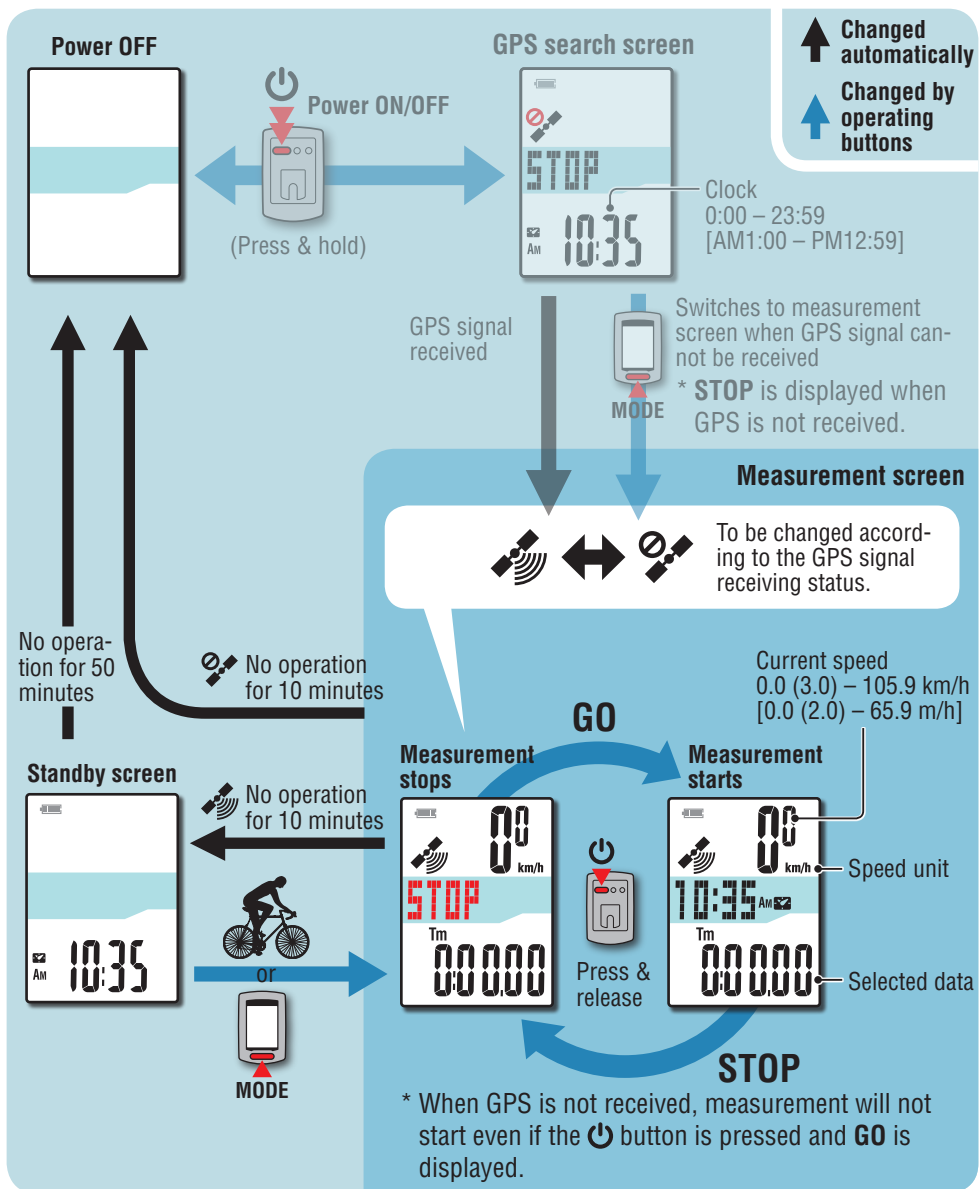 Power OFF
Power ON/OFF
(Press & hold)
GPS search screen
STOP
AM 10:35
Clock
0:00 – 23:59
[AM1:00 – PM12:59]
Changed
automatically
Changed by
operating
buttons
GPS signal
received
MODE
Switches to measurement
screen when GPS signal can-
not be received
* STOP is displayed when
GPS is not received.
Measurement screen
To be changed accord-
ing to the GPS signal
receiving status.
No opera-
tion for 50
minutes
No operation
for 10 minutes
Current speed
0.0 (3.0) – 105.9 km/h
[0.0 (2.0) – 65.9 m/h]
GO
Standby screen
AM 10:35
No operation
for 10 minutes
or
MODE
Measurement
stops
00
km/h
STOP
Tm
0:00.00
Press &
release
Measurement
starts
00
km/h
10:35 AM
Tm
0:00.00
Speed unit
Selected data
STOP
* When GPS is not received, measurement will not
start even if the button is pressed and GO is
displayed.